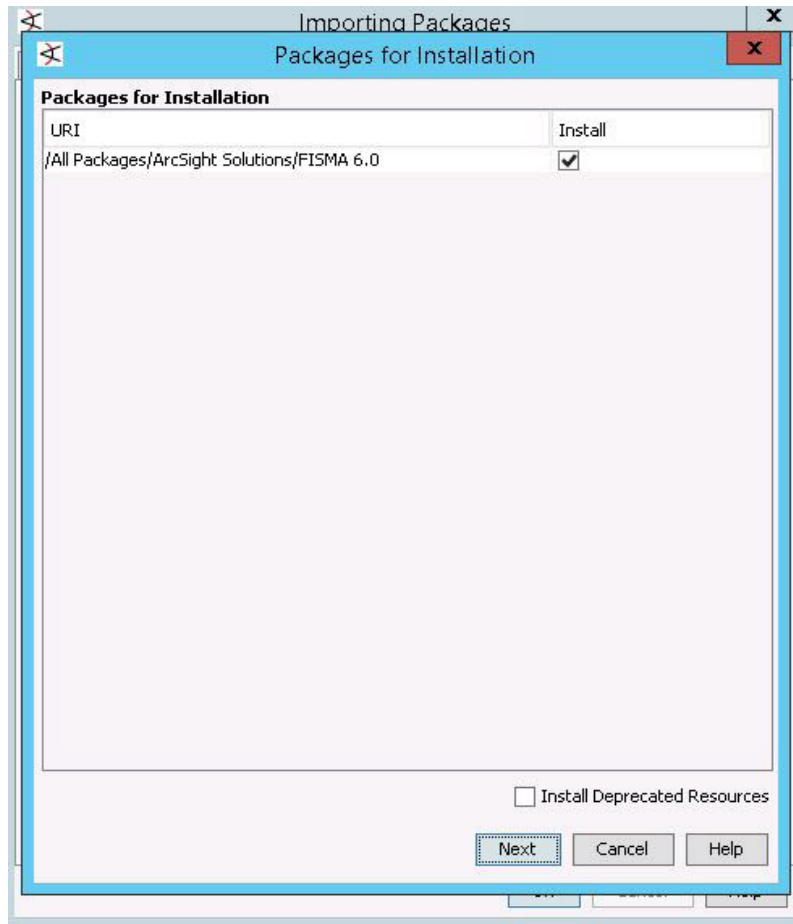 Importing Packages
Packages for Installation
Packages for Installation
URI Install
/All Packages/ArcSight Solutions/FISMA 6.0
Install Deprecated Resources
Next Cancel Help